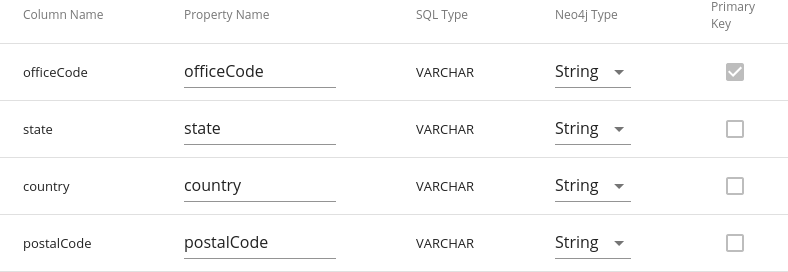 Column Name Property Name SQL Type Neo4j Type Primary Key
officeCode officeCode VARCHAR String
state state VARCHAR String
country country VARCHAR String
postalCode postalCode VARCHAR String